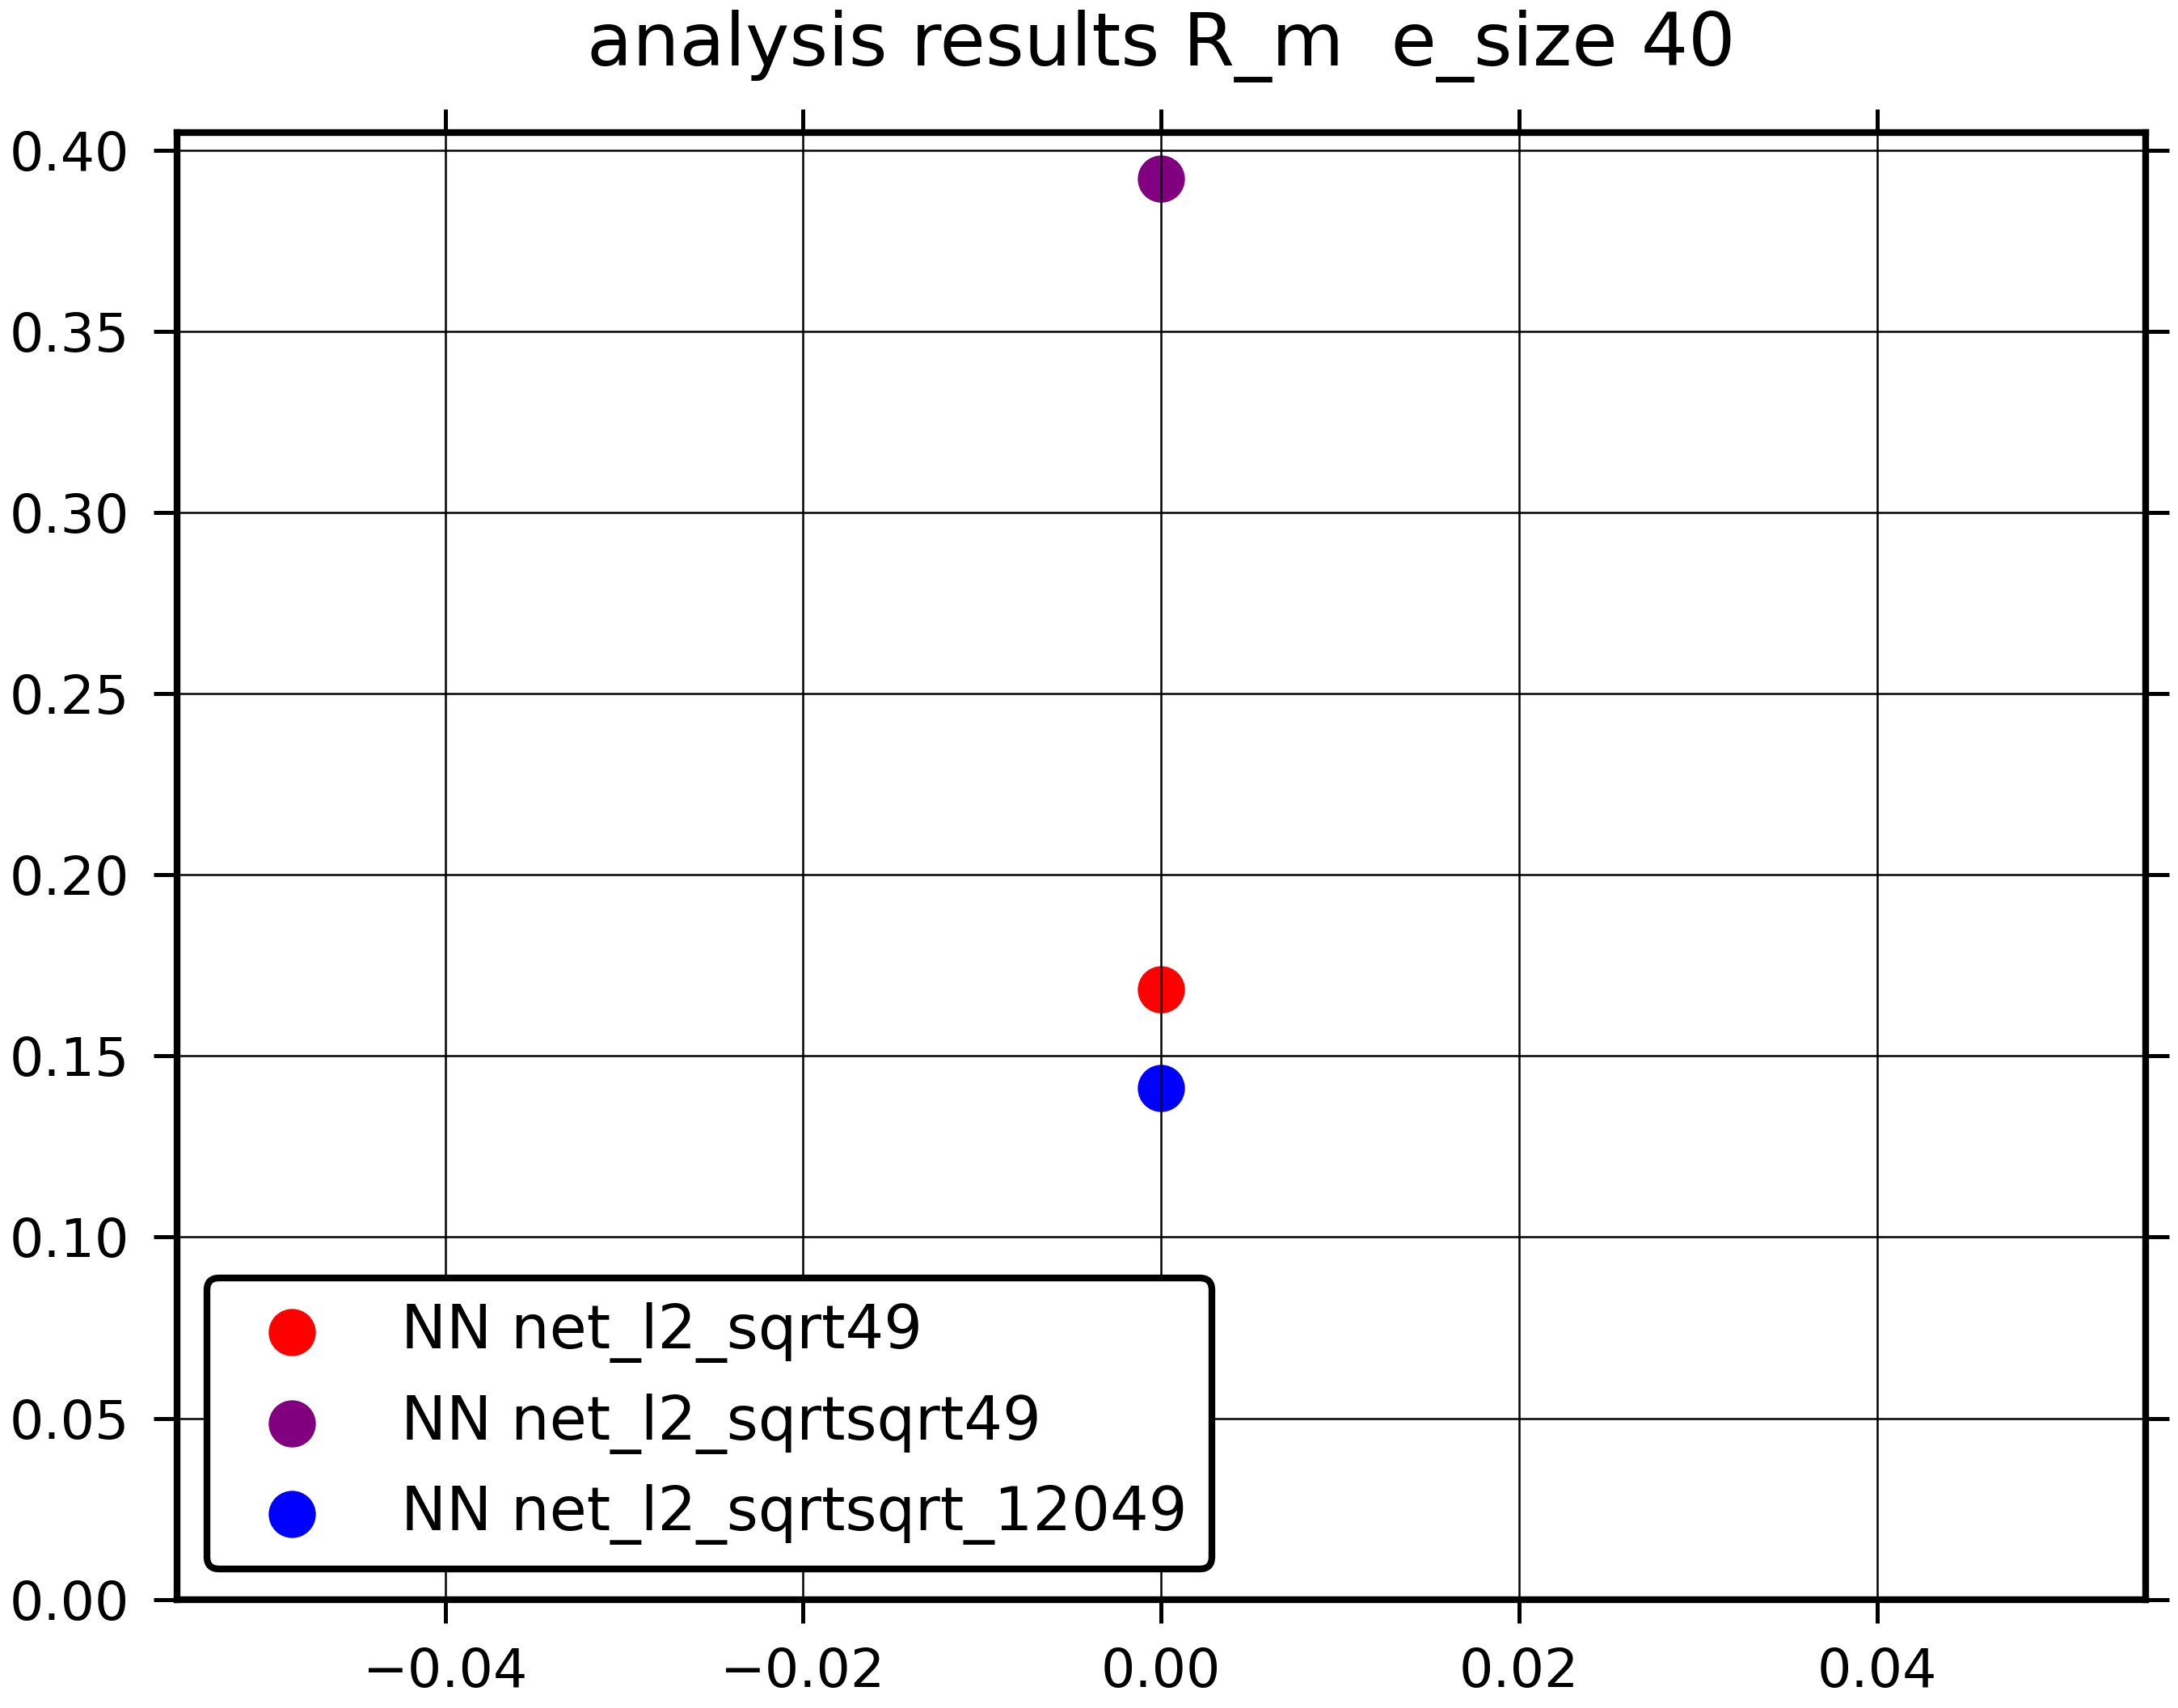 analysis results R_m  e_size 40
0.40
0.35
0.30
0.25
0.20
0.15
0.10
0.05
0.00
NN net_l2_sqrt49
NN net_l2_sqrtsqrt49
NN net_l2_sqrtsqrt_12049
−0.04 −0.02 0.00 0.02 0.04